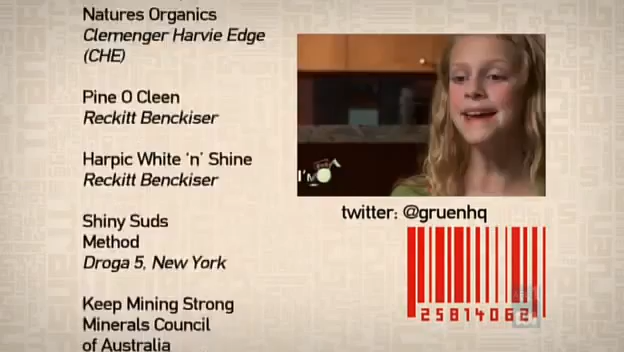 Natures Organics
Clemenger Harvie Edge
(CHE)
Pine O Cleen
Reckitt Benckiser
Harpic White 'n' Shine
Reckitt Benckiser
Shiny Suds
Method
Droga 5, New York
Keep Mining Strong
Minerals Council
of Australia
I'M
twitter: @gruenhq
25814062